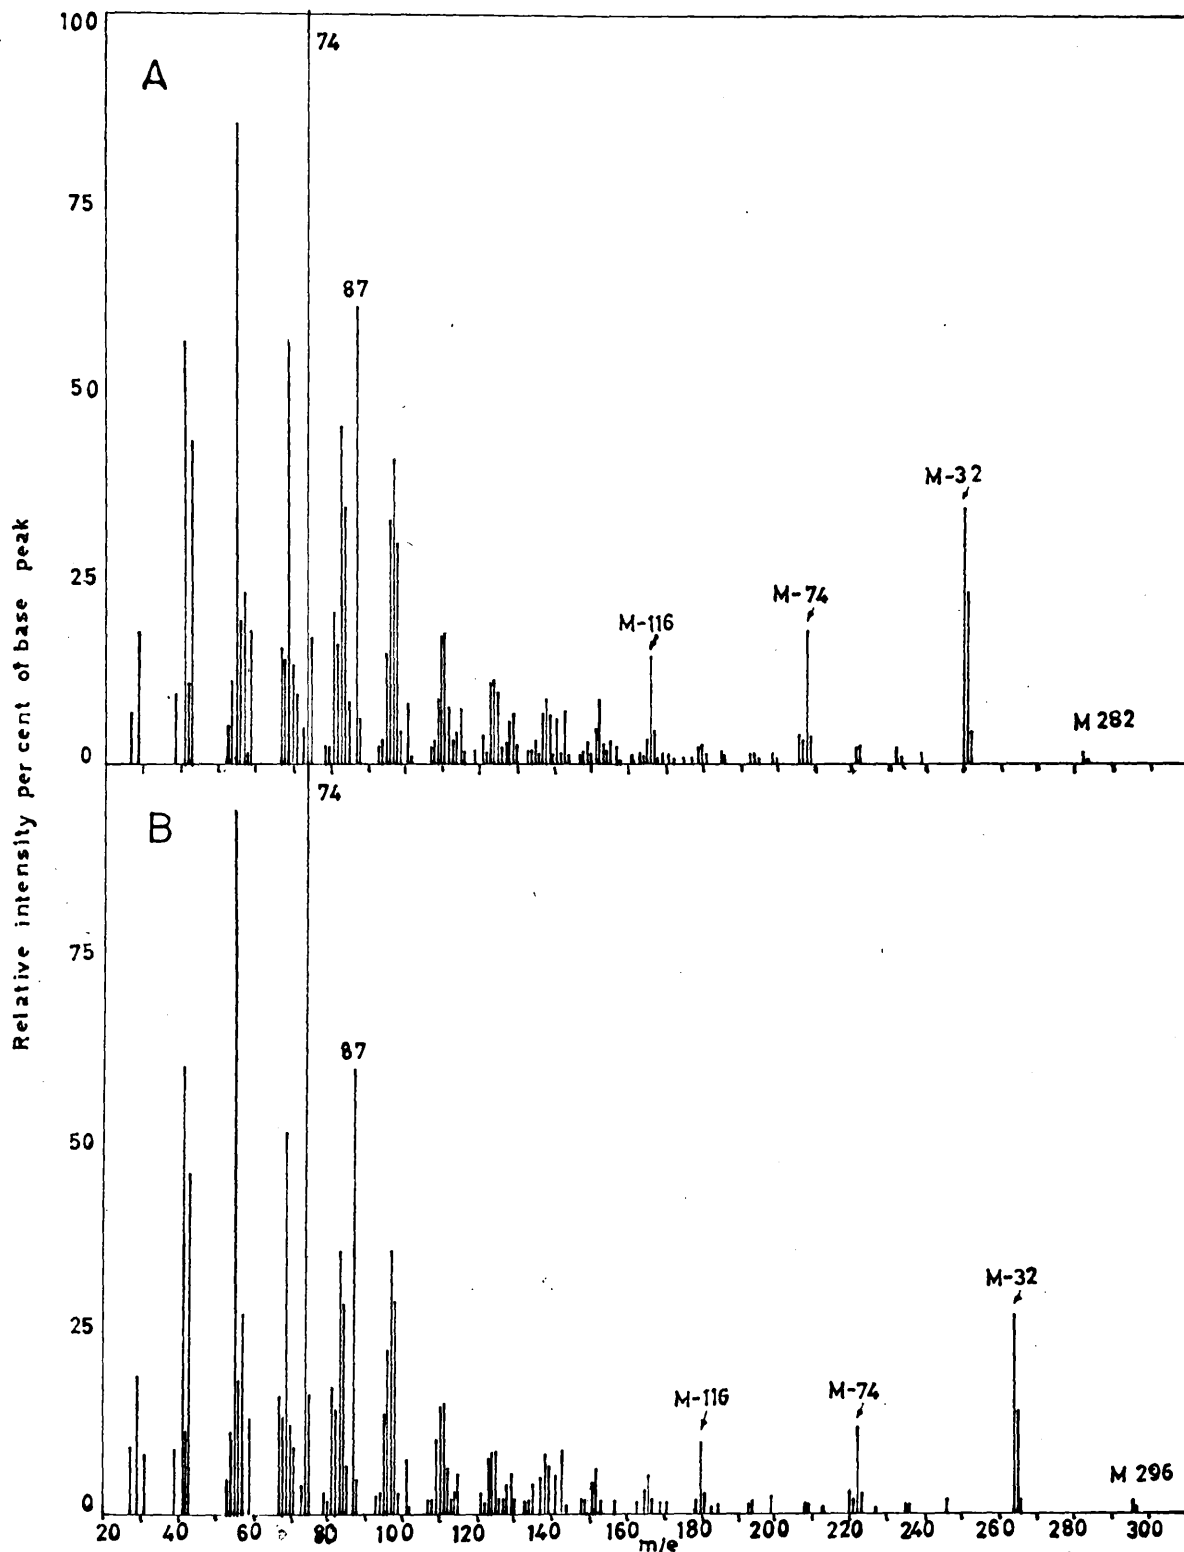 Relative intensity per cent of base peak
100
75
50
25
0
A
74
87
M-116
M-74
M-32
M 282
75
50
25
0
B
74
87
M-116
M-74
M-32
M 296
20 40 60 80 100 120 140 160 180 200 220 240 260 280 300
m/e